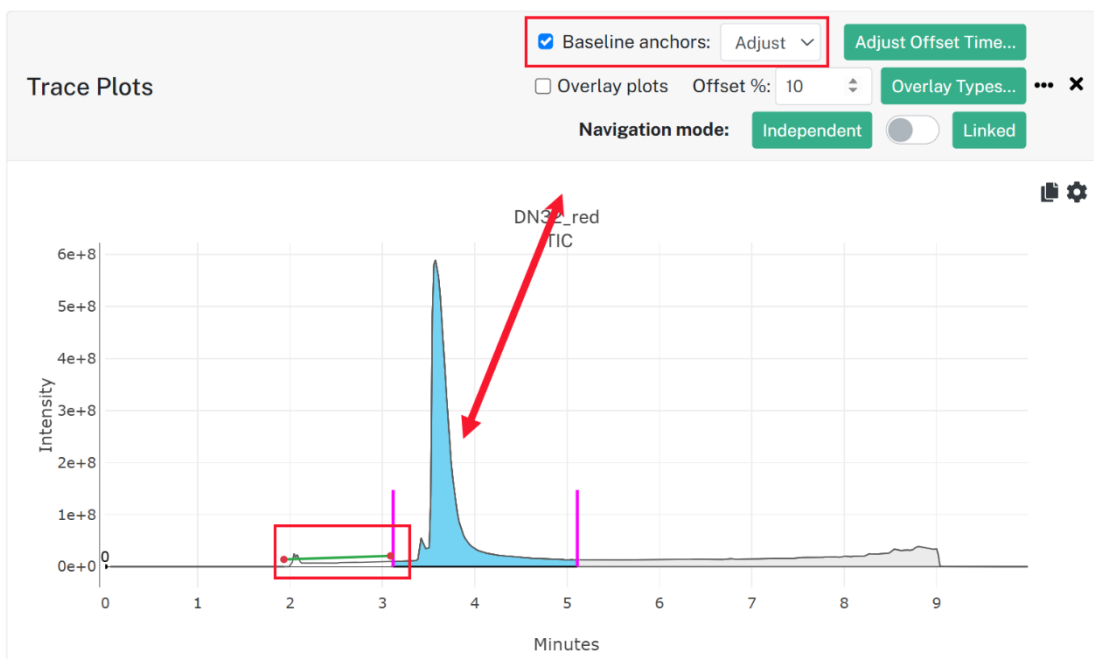 Baseline anchors: Adjust Adjust Offset Time...
Trace Plots
Overlay plots Offset %: 10 Overlay Types...
Navigation mode: Independent Linked
DN32_red
TIC
6e+8
5e+8
4e+8
3e+8
2e+8
1e+8
0e+0
0
Intensity
0 1 2 3 4 5 6 7 8 9
Minutes